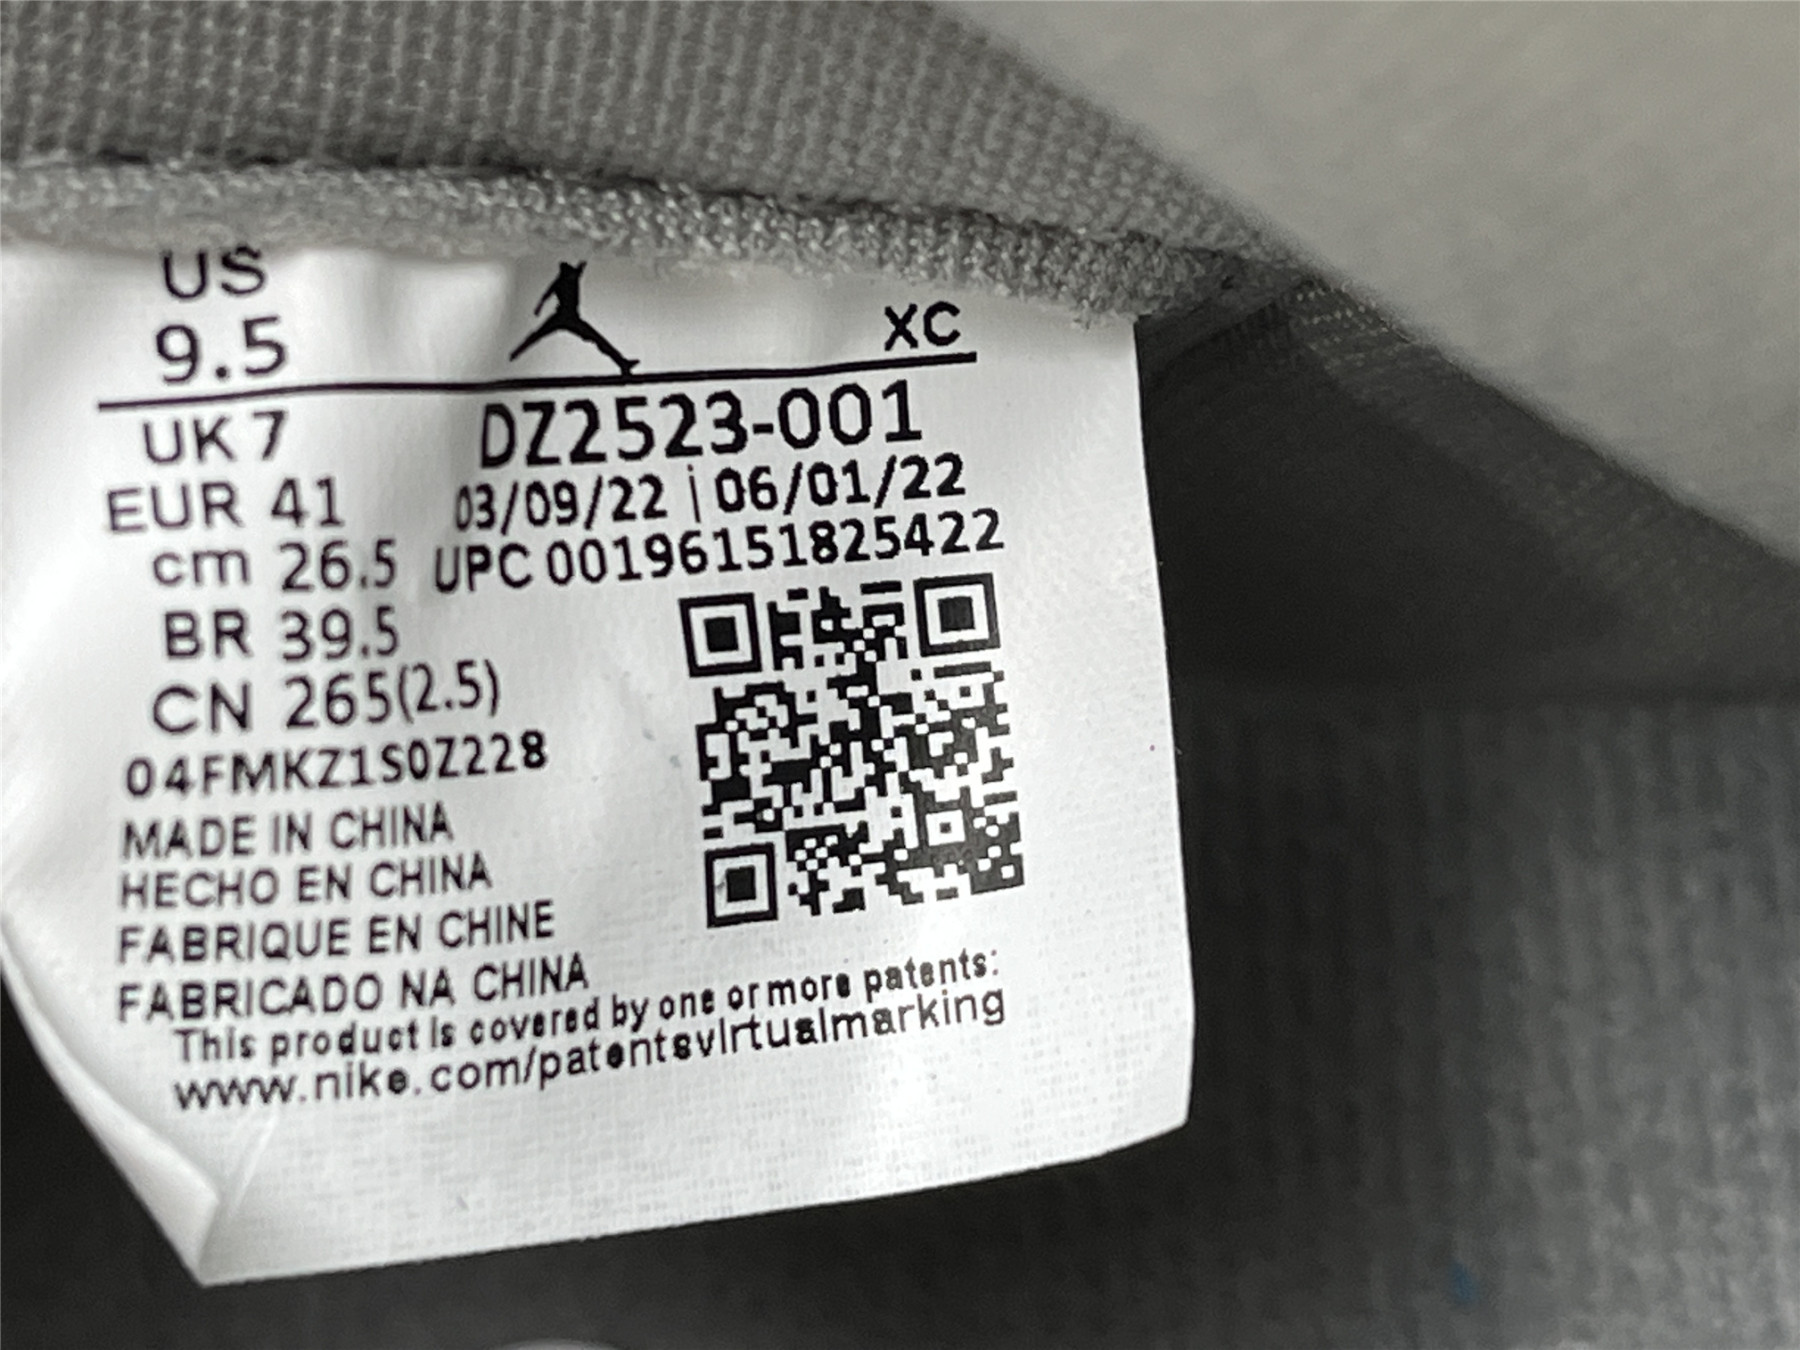 US
9.5
XC
UK 7
DZ2523-001
EUR 41
03/09/22 | 06/01/22
cm 26.5
UPC 00196151825422
BR 39.5
CN 265(2.5)
04FMKZ1S0Z228
MADE IN CHINA
HECHO EN CHINA
FABRIQUE EN CHINE
FABRICADO NA CHINA
This product is covered by one or more patents:
www.nike.com/patentsvirtualmarking